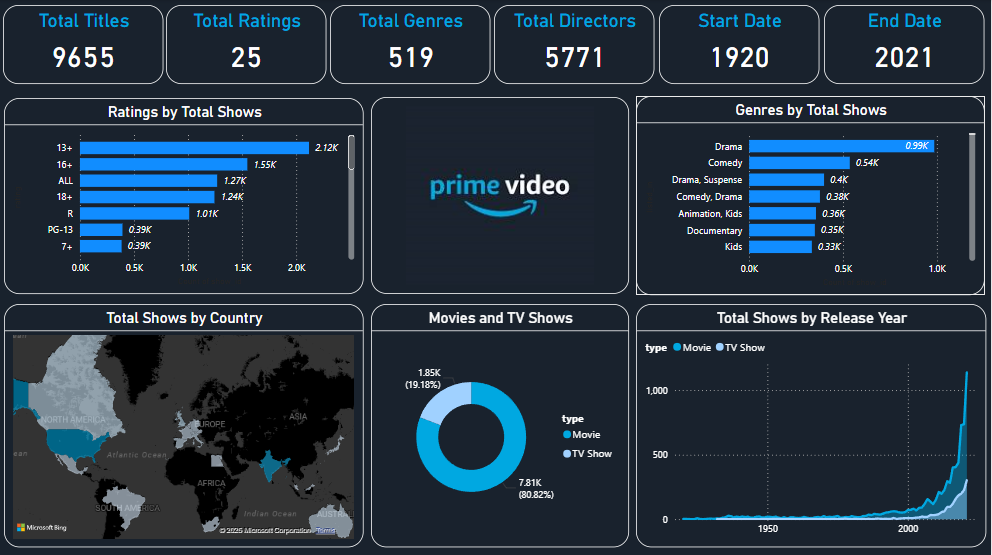 Total Titles
9655
Total Ratings
25
Total Genres
519
Total Directors
5771
Start Date
1920
End Date
2021
Ratings by Total Shows
13+ 2.12K
16+ 1.55K
ALL 1.27K
18+ 1.24K
R 1.01K
PG-13 0.39K
7+ 0.39K
0.0K 0.5K 1.0K 1.5K 2.0K
prime video
Genres by Total Shows
Drama 0.99K
Comedy 0.54K
Drama, Suspense 0.4K
Comedy, Drama 0.38K
Animation, Kids 0.36K
Documentary 0.35K
Kids 0.33K
0.0K 0.5K 1.0K
Total Shows by Country
NORTH AMERICA
EUROPE
ASIA
Atlantic Ocean
ean
AFRICA
SOUTH AMERICA
Indian Ocean
AUSTRAL
Microsoft Bing
© 2025 Microsoft Corporation Terms
Movies and TV Shows
1.85K
(19.18%)
type
Movie
TV Show
7.81K
(80.82%)
Total Shows by Release Year
type Movie TV Show
1,000
500
0
1950 2000